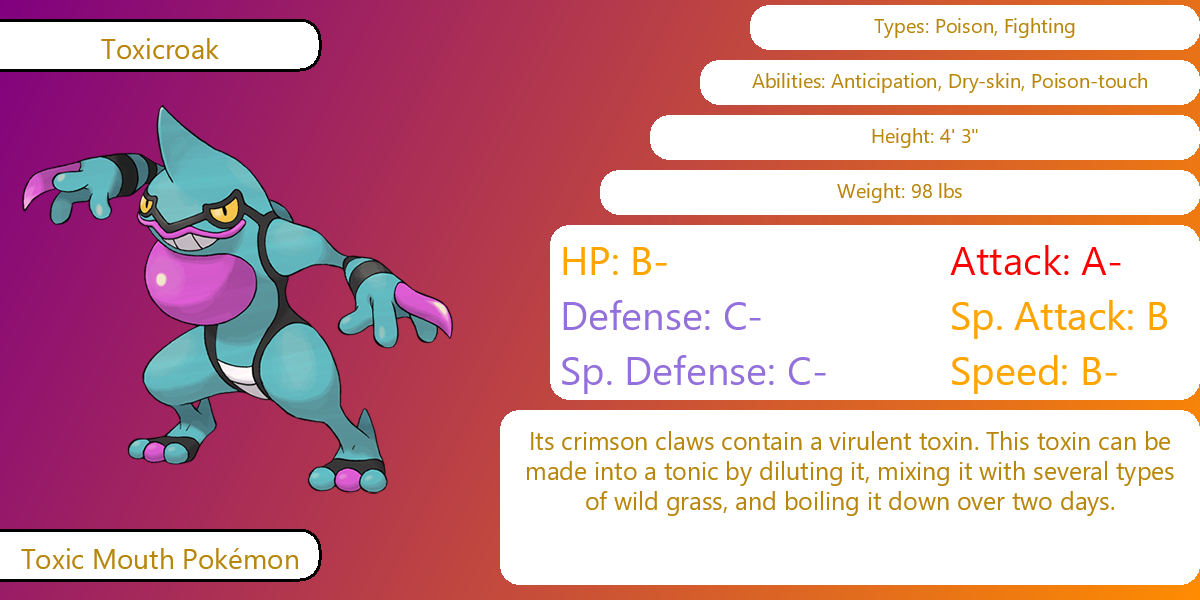 Toxicroak
Types: Poison, Fighting
Abilities: Anticipation, Dry-skin, Poison-touch
Height: 4' 3"
Weight: 98 lbs
HP: B-
Attack: A-
Defense: C-
Sp. Attack: B
Sp. Defense: C-
Speed: B-
Its crimson claws contain a virulent toxin. This toxin can be
made into a tonic by diluting it, mixing it with several types
of wild grass, and boiling it down over two days.
Toxic Mouth Pokémon